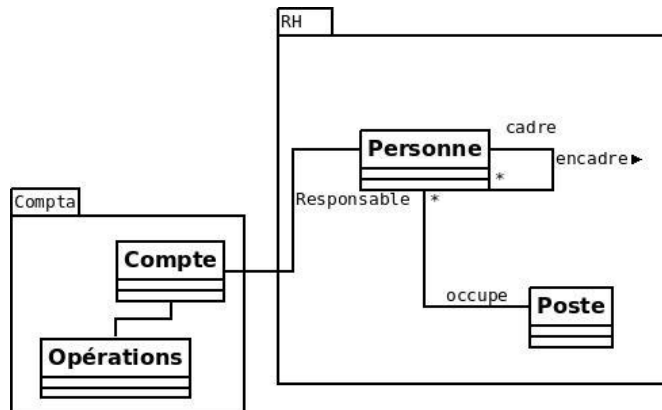 RH
cadre
Personne
encadre▶
*
Responsable
*
Compta
Compte
occupe
Poste
Opérations